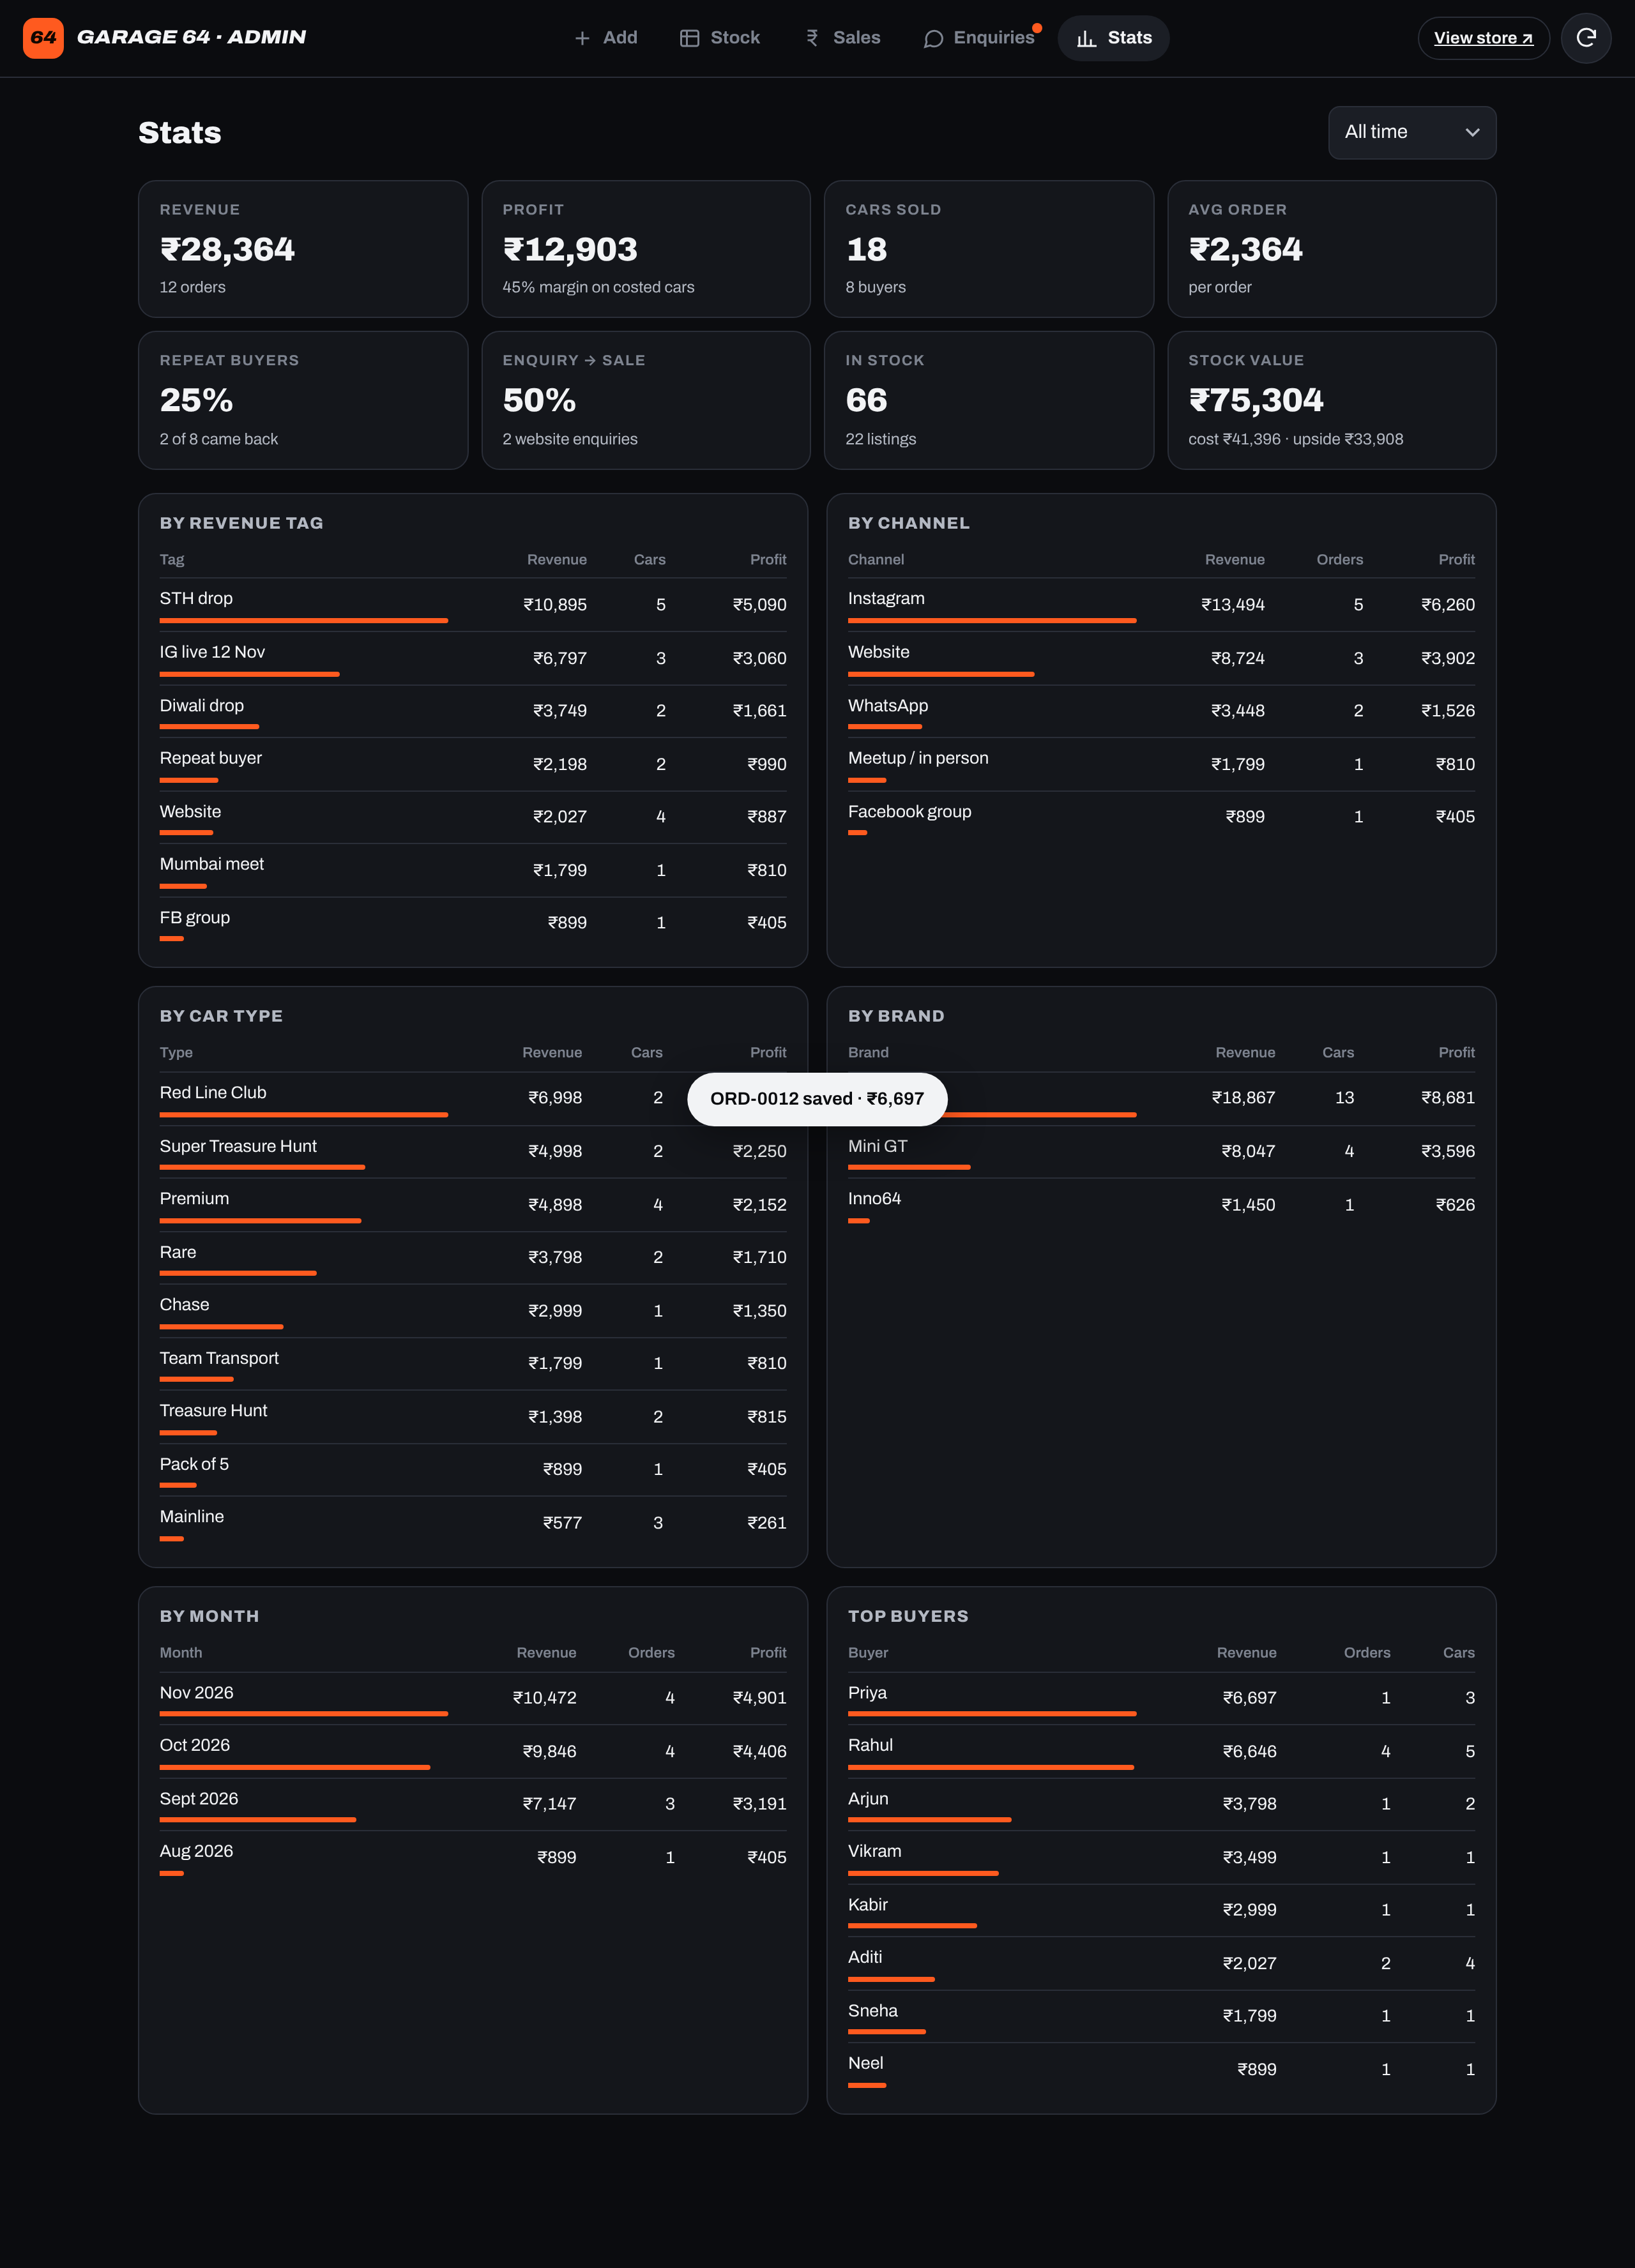 64 GARAGE 64 · ADMIN + Add Stock ₹ Sales Enquiries Stats View store ↗
Stats All time
REVENUE PROFIT CARS SOLD AVG ORDER
₹28,364 ₹12,903 18 ₹2,364
12 orders 45% margin on costed cars 8 buyers per order
REPEAT BUYERS ENQUIRY → SALE IN STOCK STOCK VALUE
25% 50% 66 ₹75,304
2 of 8 came back 2 website enquiries 22 listings cost ₹41,396 · upside ₹33,908
BY REVENUE TAG
Tag Revenue Cars Profit
STH drop ₹10,895 5 ₹5,090
IG live 12 Nov ₹6,797 3 ₹3,060
Diwali drop ₹3,749 2 ₹1,661
Repeat buyer ₹2,198 2 ₹990
Website ₹2,027 4 ₹887
Mumbai meet ₹1,799 1 ₹810
FB group ₹899 1 ₹405
BY CHANNEL
Channel Revenue Orders Profit
Instagram ₹13,494 5 ₹6,260
Website ₹8,724 3 ₹3,902
WhatsApp ₹3,448 2 ₹1,526
Meetup / in person ₹1,799 1 ₹810
Facebook group ₹899 1 ₹405
BY CAR TYPE
Type Revenue Cars Profit
Red Line Club ₹6,998 2
Super Treasure Hunt ₹4,998 2 ₹2,250
Premium ₹4,898 4 ₹2,152
Rare ₹3,798 2 ₹1,710
Chase ₹2,999 1 ₹1,350
Team Transport ₹1,799 1 ₹810
Treasure Hunt ₹1,398 2 ₹815
Pack of 5 ₹899 1 ₹405
Mainline ₹577 3 ₹261
BY BRAND
Brand Revenue Cars Profit
₹18,867 13 ₹8,681
Mini GT ₹8,047 4 ₹3,596
Inno64 ₹1,450 1 ₹626
ORD-0012 saved · ₹6,697
BY MONTH
Month Revenue Orders Profit
Nov 2026 ₹10,472 4 ₹4,901
Oct 2026 ₹9,846 4 ₹4,406
Sept 2026 ₹7,147 3 ₹3,191
Aug 2026 ₹899 1 ₹405
TOP BUYERS
Buyer Revenue Orders Cars
Priya ₹6,697 1 3
Rahul ₹6,646 4 5
Arjun ₹3,798 1 2
Vikram ₹3,499 1 1
Kabir ₹2,999 1 1
Aditi ₹2,027 2 4
Sneha ₹1,799 1 1
Neel ₹899 1 1